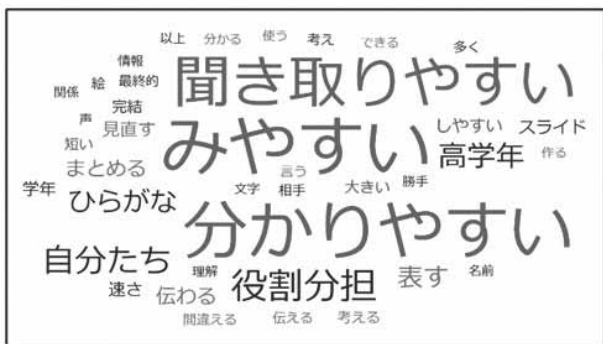 以上 分かる 使う 考え できる 多く
情報
関係 絵 最終的 聞き取りやすい
声 完結
短い 見直す みやすい しやすい スライド
まとめる 言う 高学年 作る
学年 ひらがな 文字 相手 大きい 勝手
分かりやすい
自分たち 理解 役割分担 表す 名前
速さ 伝わる
間違える 伝える 考える